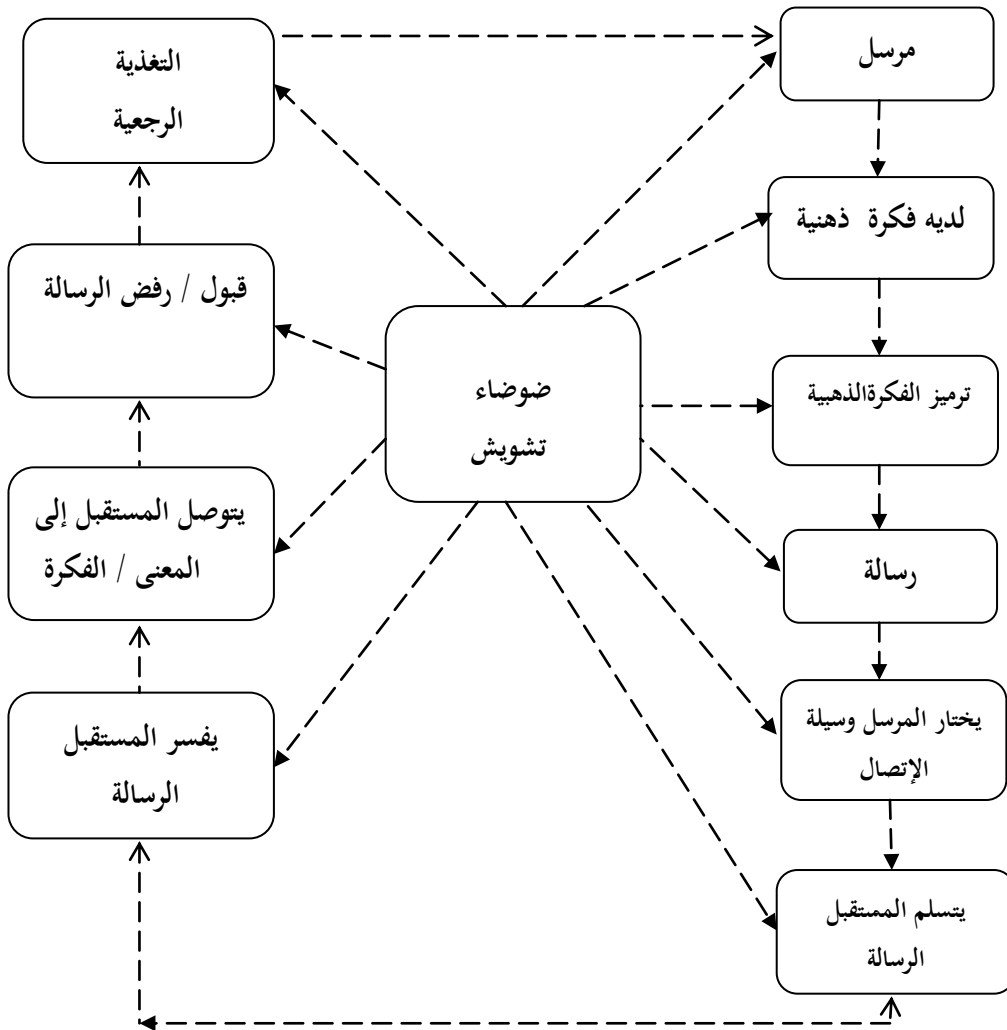 مرسل
لديه فكرة ذهنية
ترميز الفكرةالذهبية
رسالة
يختار المرسل وسيلة
الإتصال
يتسلم المستقبل
الرسالة
ضوضاء
تشويش
التغذية
الرجعية
قبول / رفض الرسالة
يتوصل المستقبل إلى
المعنى / الفكرة
يفسر المستقبل
الرسالة